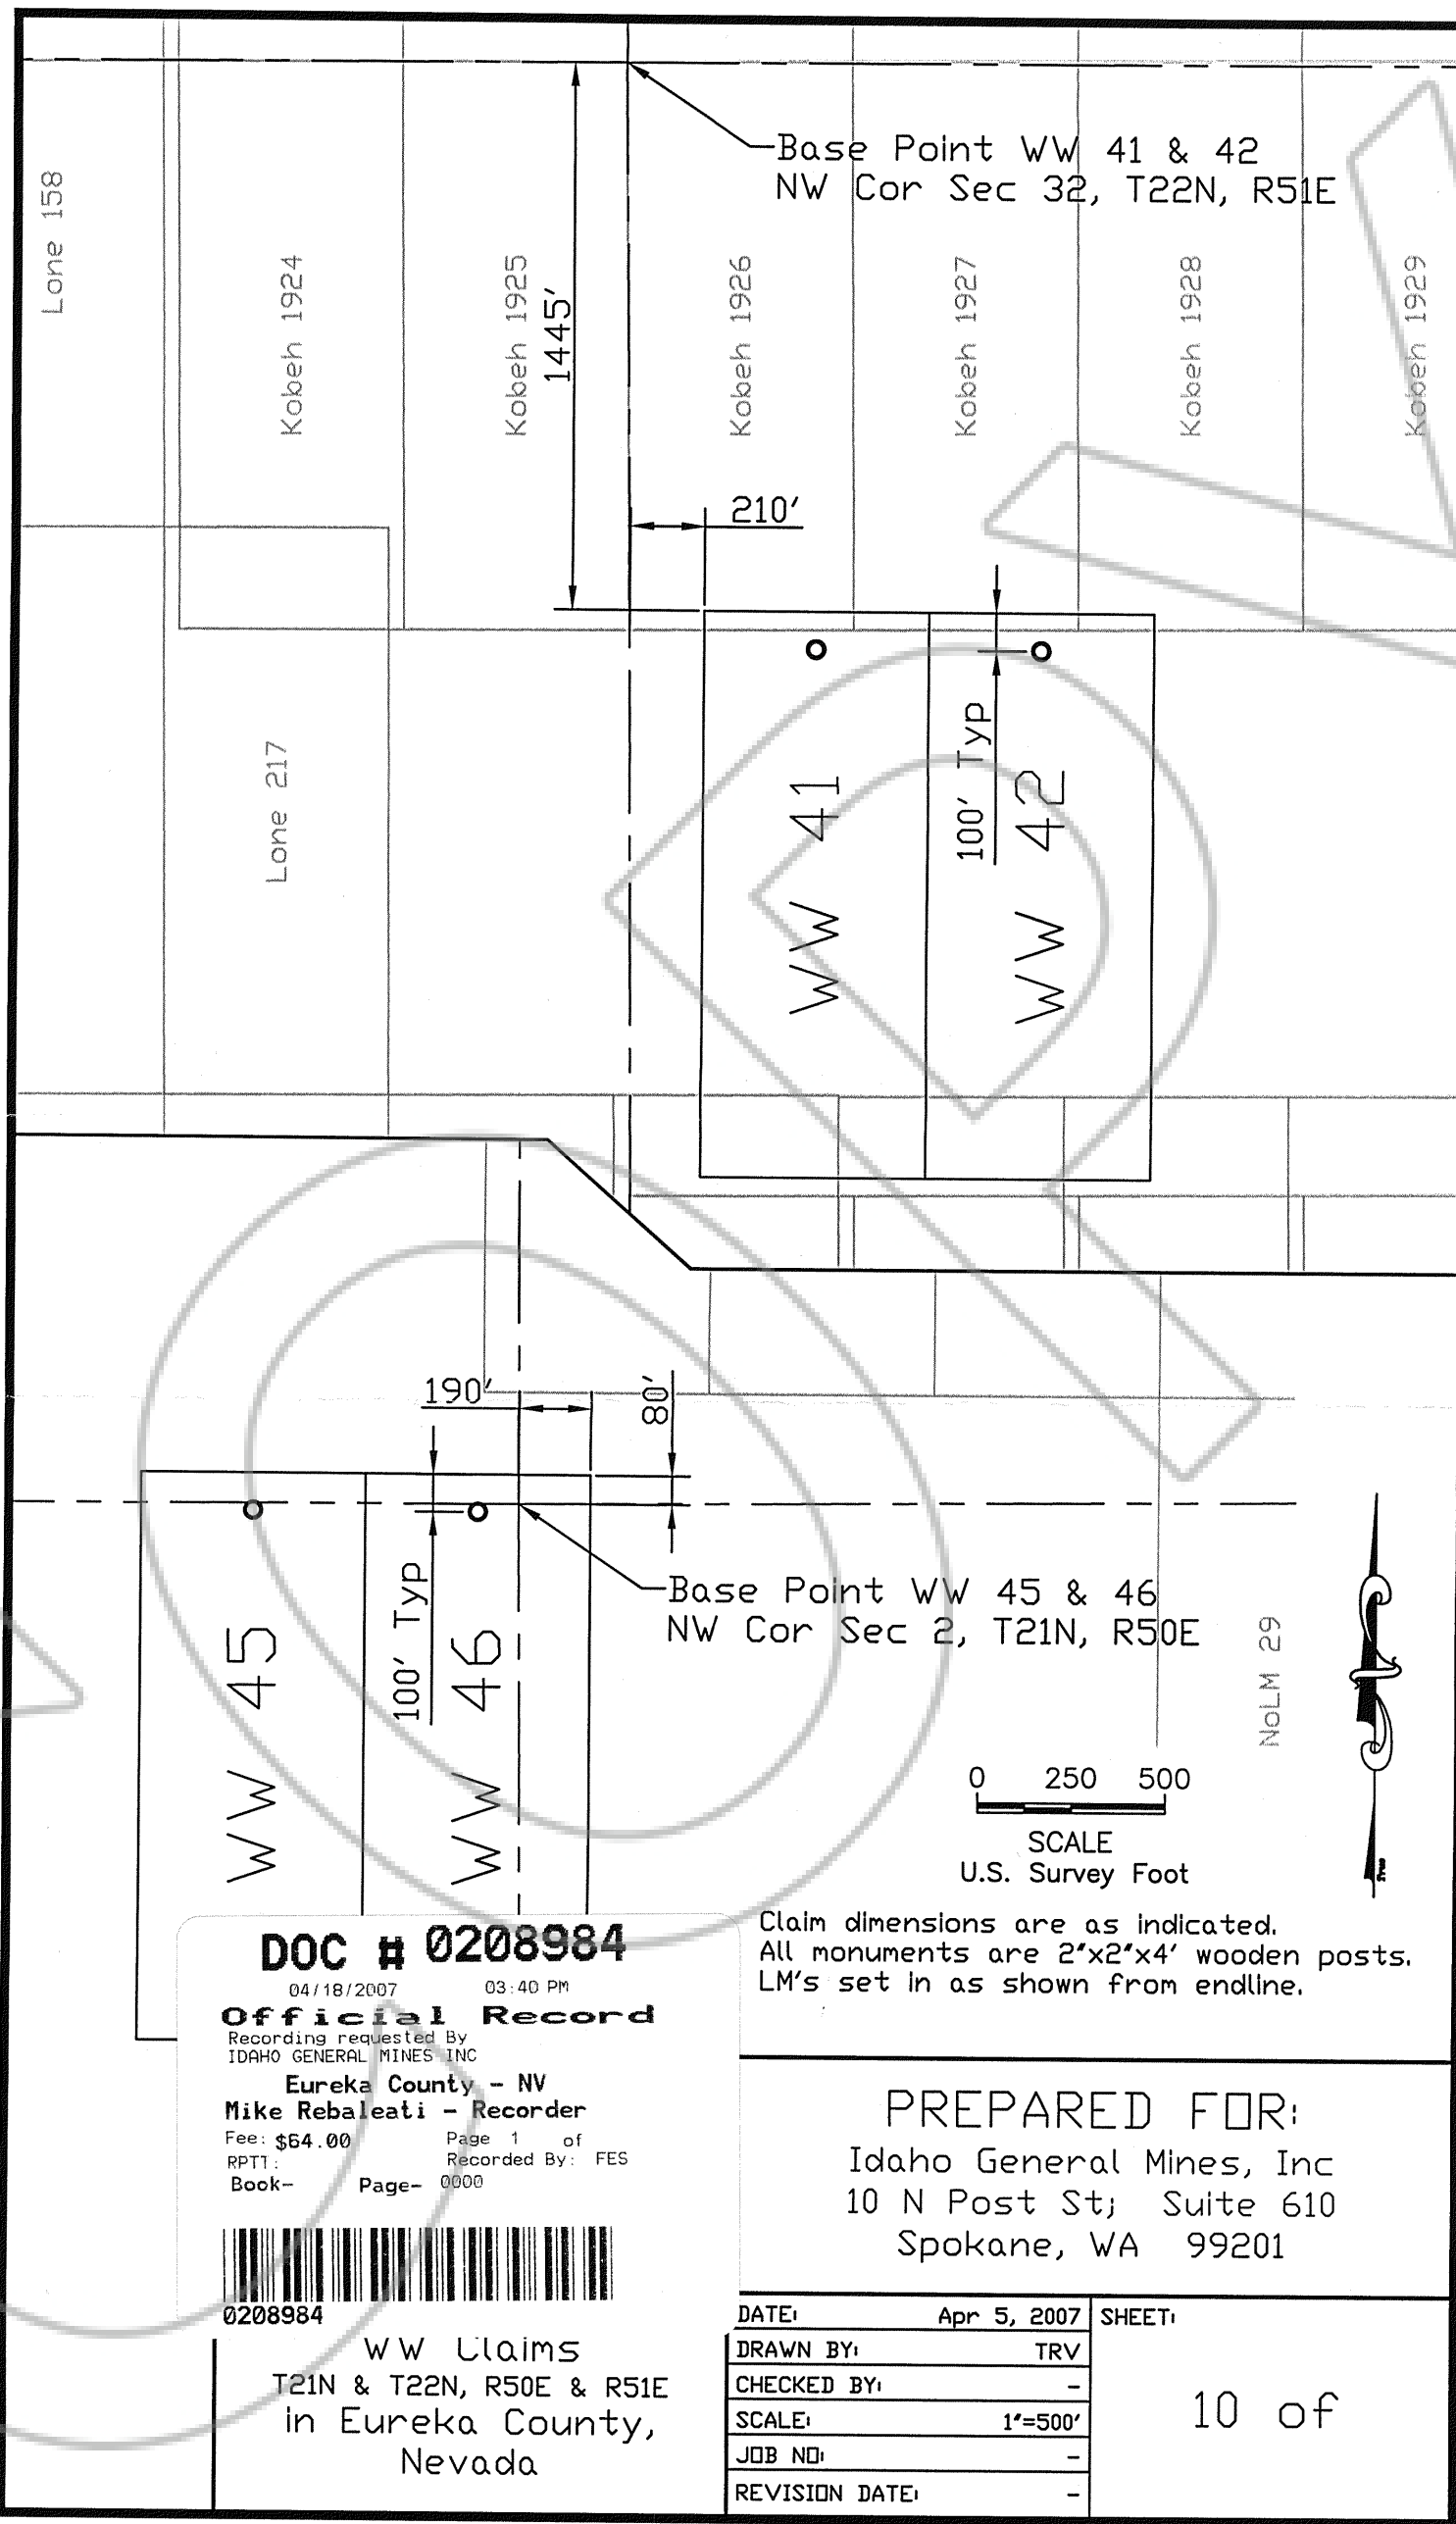 Base Point WW 41 & 42
NW Cor Sec 32, T22N, R51E
Lone 158
Kobeh 1924
Kobeh 1925
1445'
Kobeh 1926
Kobeh 1927
Kobeh 1928
Kobeh 1929
210'
Lone 217
WW 41
100' Typ
WW 42
190'
80'
Base Point WW 45 & 46
NW Cor Sec 2, T21N, R50E
WW 45
100' Typ
WW 46
NoLM 29
0 250 500
SCALE
U.S. Survey Foot
Claim dimensions are as indicated.
All monuments are 2"x2"x4' wooden posts.
LM's set in as shown from endline.
DOC # 0208984
04/18/2007 03:40 PM
Official Record
Recording requested By
IDAHO GENERAL MINES INC
Eureka County - NV
Mike Rebaleati - Recorder
Fee: $64.00 Page 1 of
RPTT: Recorded By: FES
Book- Page- 0000
0208984
WW Claims
T21N & T22N, R50E & R51E
in Eureka County,
Nevada
PREPARED FOR:
Idaho General Mines, Inc
10 N Post St; Suite 610
Spokane, WA 99201
DATE: Apr 5, 2007
DRAWN BY: TRV
CHECKED BY: -
SCALE: 1"=500'
JOB NO: -
REVISION DATE: -
SHEET:
10 of